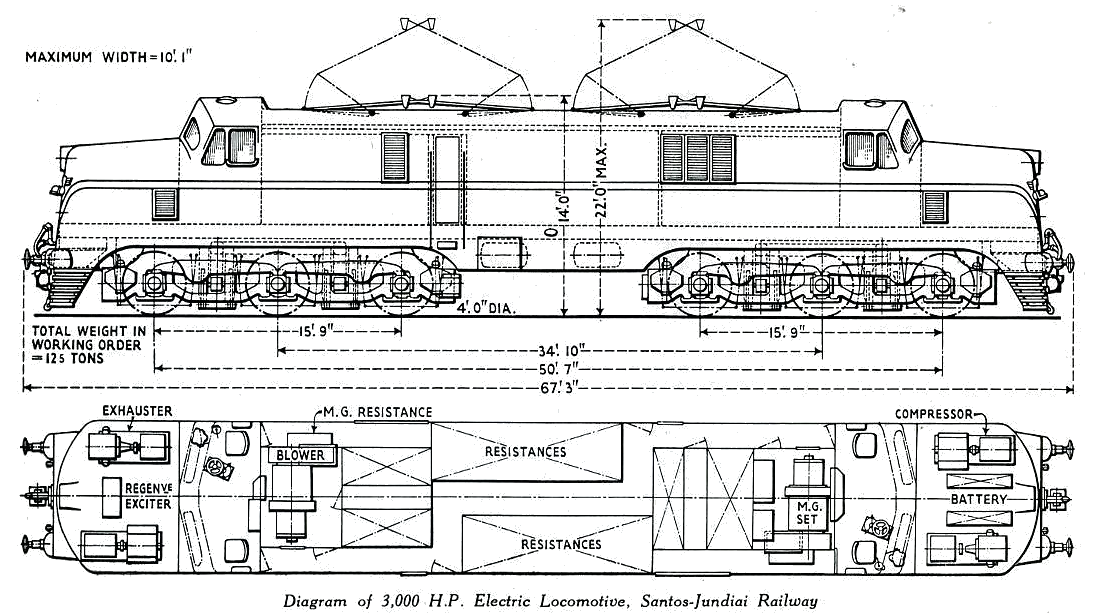 MAXIMUM WIDTH=10'. 1"
14'.0"
0
22'.0" MAX.
4'.0" DIA.
TOTAL WEIGHT IN
WORKING ORDER
=125 TONS
15'. 9"
15'. 9"
34'. 10"
50'. 7"
67'. 3"
EXHAUSTER
M.G. RESISTANCE
COMPRESSOR
BLOWER
RESISTANCES
REGENVE
EXCITER
BATTERY
M.G.
SET
RESISTANCES
Diagram of 3,000 H.P. Electric Locomotive, Santos-Jundiai Railway